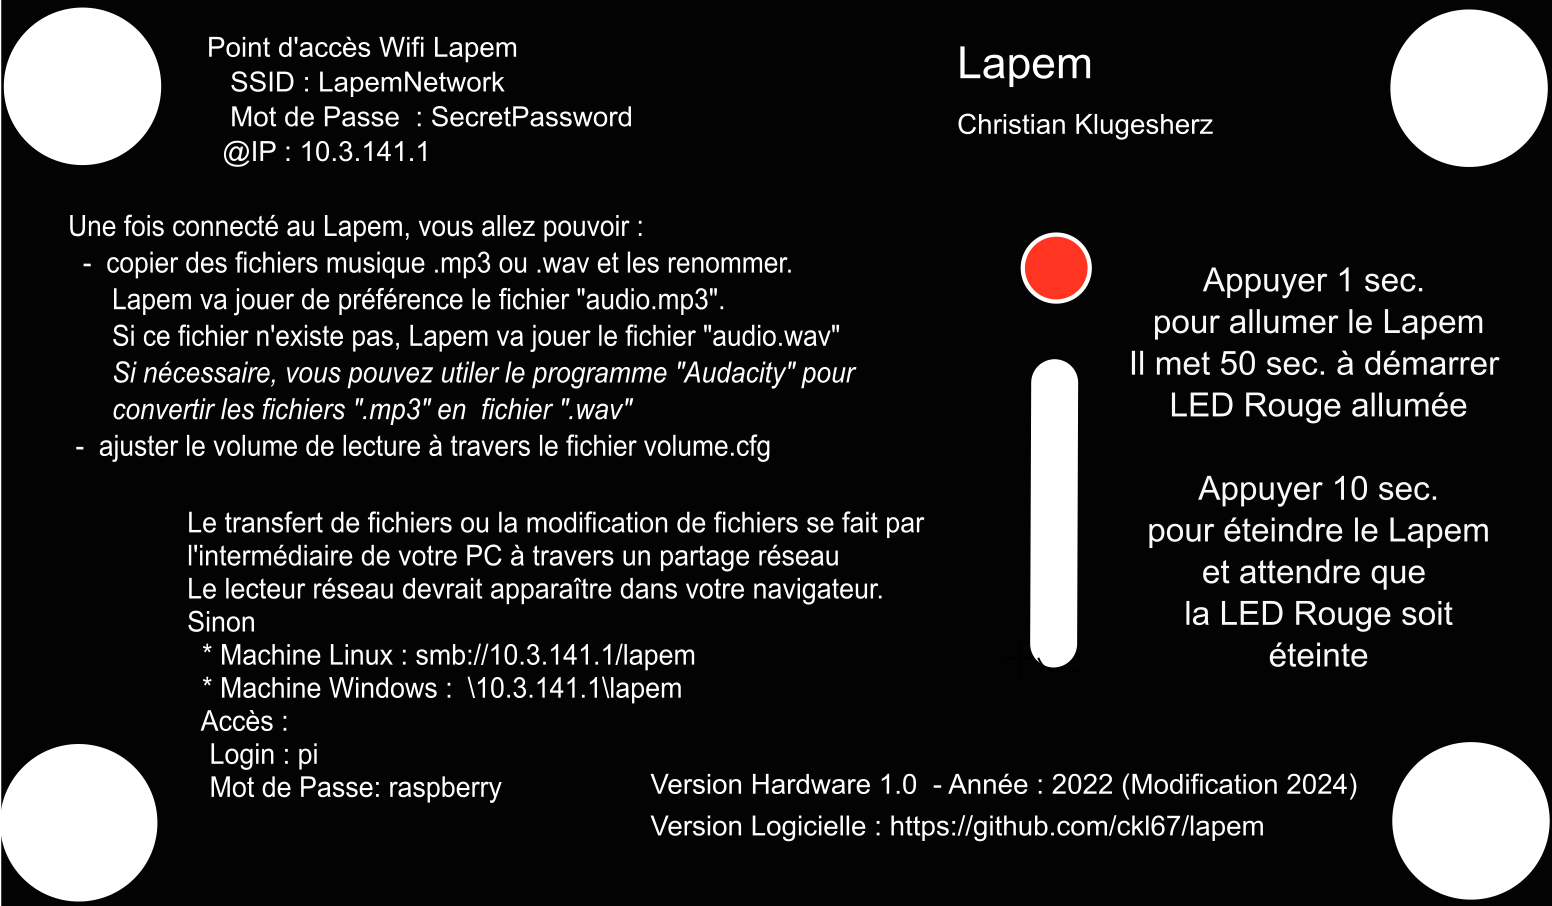 Point d'accès Wifi Lapem
SSID : LapemNetwork
Mot de Passe  : SecretPassword
@IP : 10.3.141.1
Lapem
Christian Klugesherz
Une fois connecté au Lapem, vous allez pouvoir :
-  copier des fichiers musique .mp3 ou .wav et les renommer.
Lapem va jouer de préférence le fichier "audio.mp3".
Si ce fichier n'existe pas, Lapem va jouer le fichier "audio.wav"
Si nécessaire, vous pouvez utiler le programme "Audacity" pour
convertir les fichiers ".mp3" en  fichier ".wav"
-  ajuster le volume de lecture à travers le fichier volume.cfg
Le transfert de fichiers ou la modification de fichiers se fait par
l'intermédiaire de votre PC à travers un partage réseau
Le lecteur réseau devrait apparaître dans votre navigateur.
Sinon
* Machine Linux : smb://10.3.141.1/lapem
* Machine Windows :  \10.3.141.1\lapem
Accès :
Login : pi
Mot de Passe: raspberry
Appuyer 1 sec.
pour allumer le Lapem
Il met 50 sec. à démarrer
LED Rouge allumée
Appuyer 10 sec.
pour éteindre le Lapem
et attendre que
la LED Rouge soit
éteinte
Version Hardware 1.0  - Année : 2022 (Modification 2024)
Version Logicielle : https://github.com/ckl67/lapem